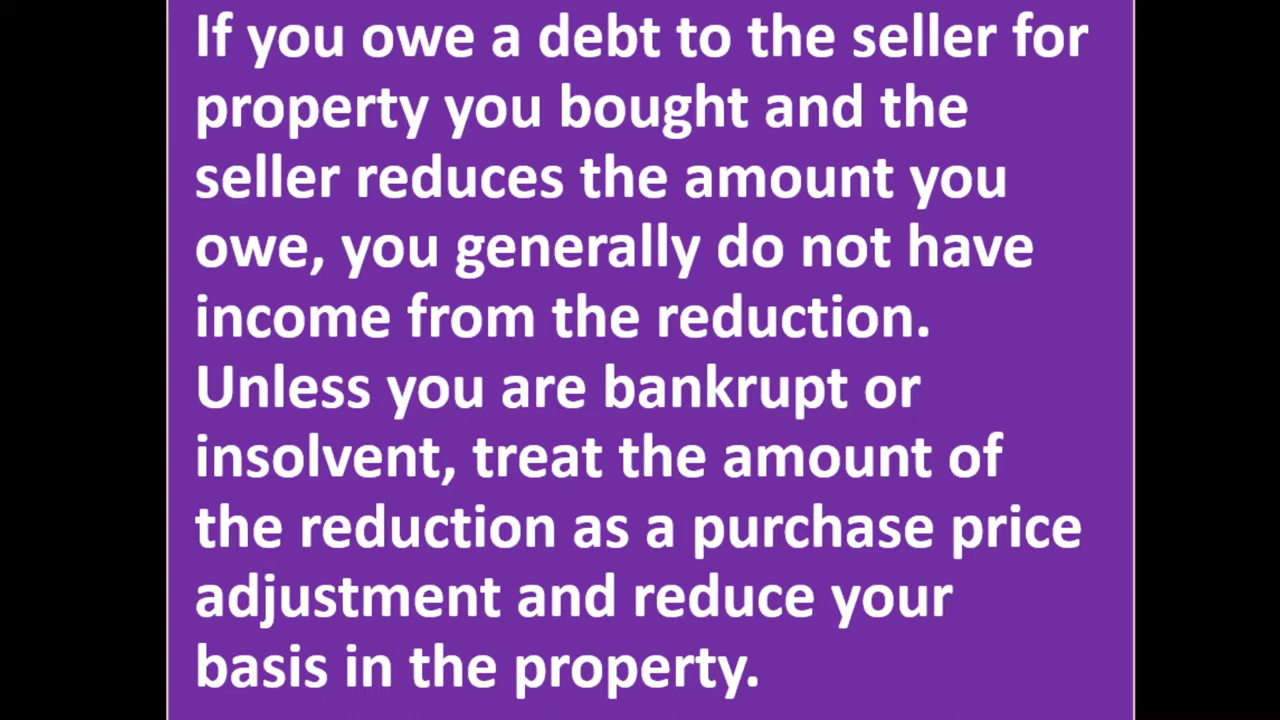 If you owe a debt to the seller for
property you bought and the
seller reduces the amount you
owe, you generally do not have
income from the reduction.
Unless you are bankrupt or
insolvent, treat the amount of
the reduction as a purchase price
adjustment and reduce your
basis in the property.